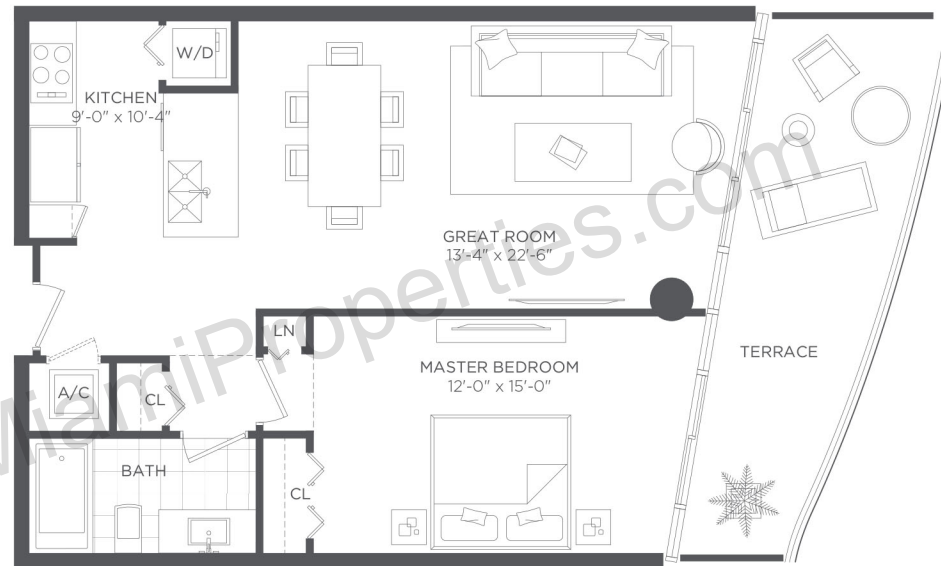 W/D
KITCHEN
9'-0" x 10'-4"
GREAT ROOM
13'-4" x 22'-6"
LN
MASTER BEDROOM
12'-0" x 15'-0"
TERRACE
A/C
CL
BATH
CL
MiamiProperties.com